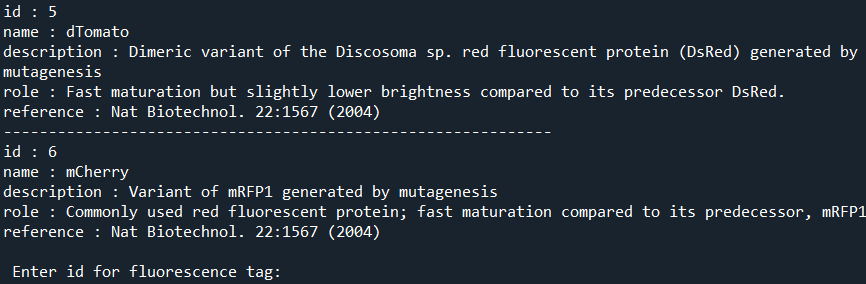 id : 5
name : dTomato
description : Dimeric variant of the Discosoma sp. red fluorescent protein (DsRed) generated by
mutagenesis
role : Fast maturation but slightly lower brightness compared to its predecessor DsRed.
reference : Nat Biotechnol. 22:1567 (2004)
-------------------------------------------------------------
id : 6
name : mCherry
description : Variant of mRFP1 generated by mutagenesis
role : Commonly used red fluorescent protein; fast maturation compared to its predecessor, mRFP1
reference : Nat Biotechnol. 22:1567 (2004)
Enter id for fluorescence tag: